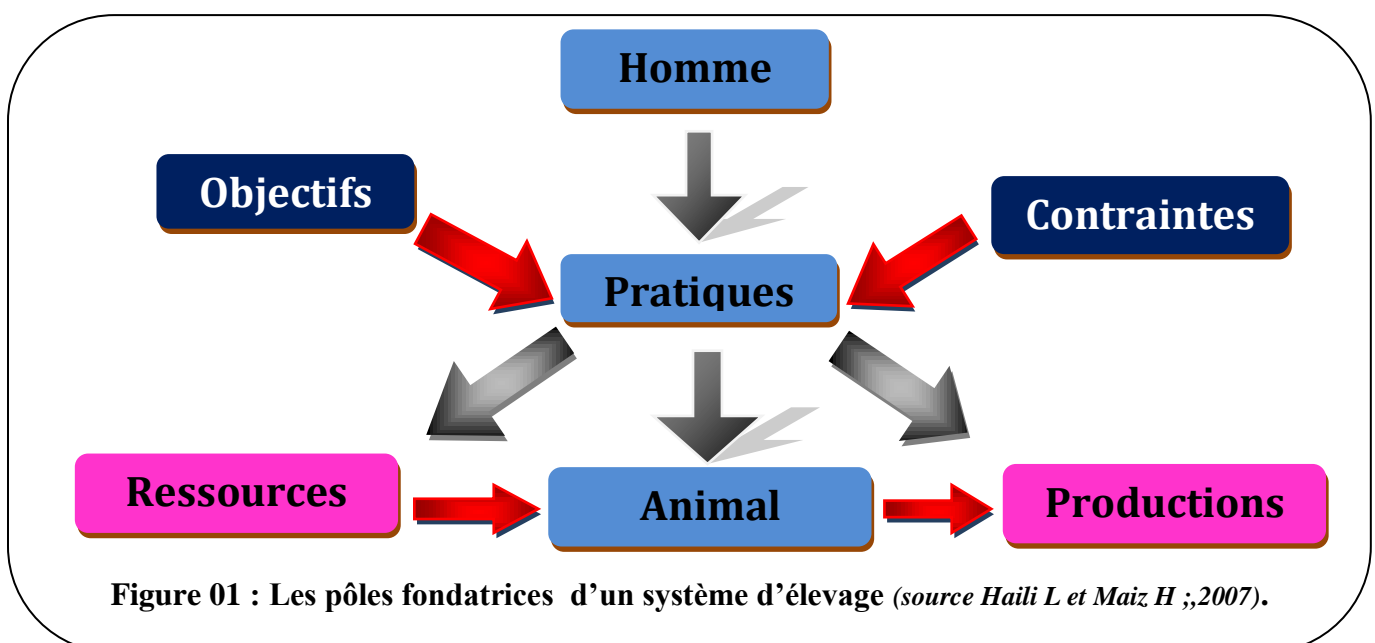 Homme
Objectifs
Contraintes
Pratiques
Ressources
Animal
Productions
Figure 01 : Les pôles fondatrices d’un système d’élevage (source Haili L et Maiz H ;,2007).